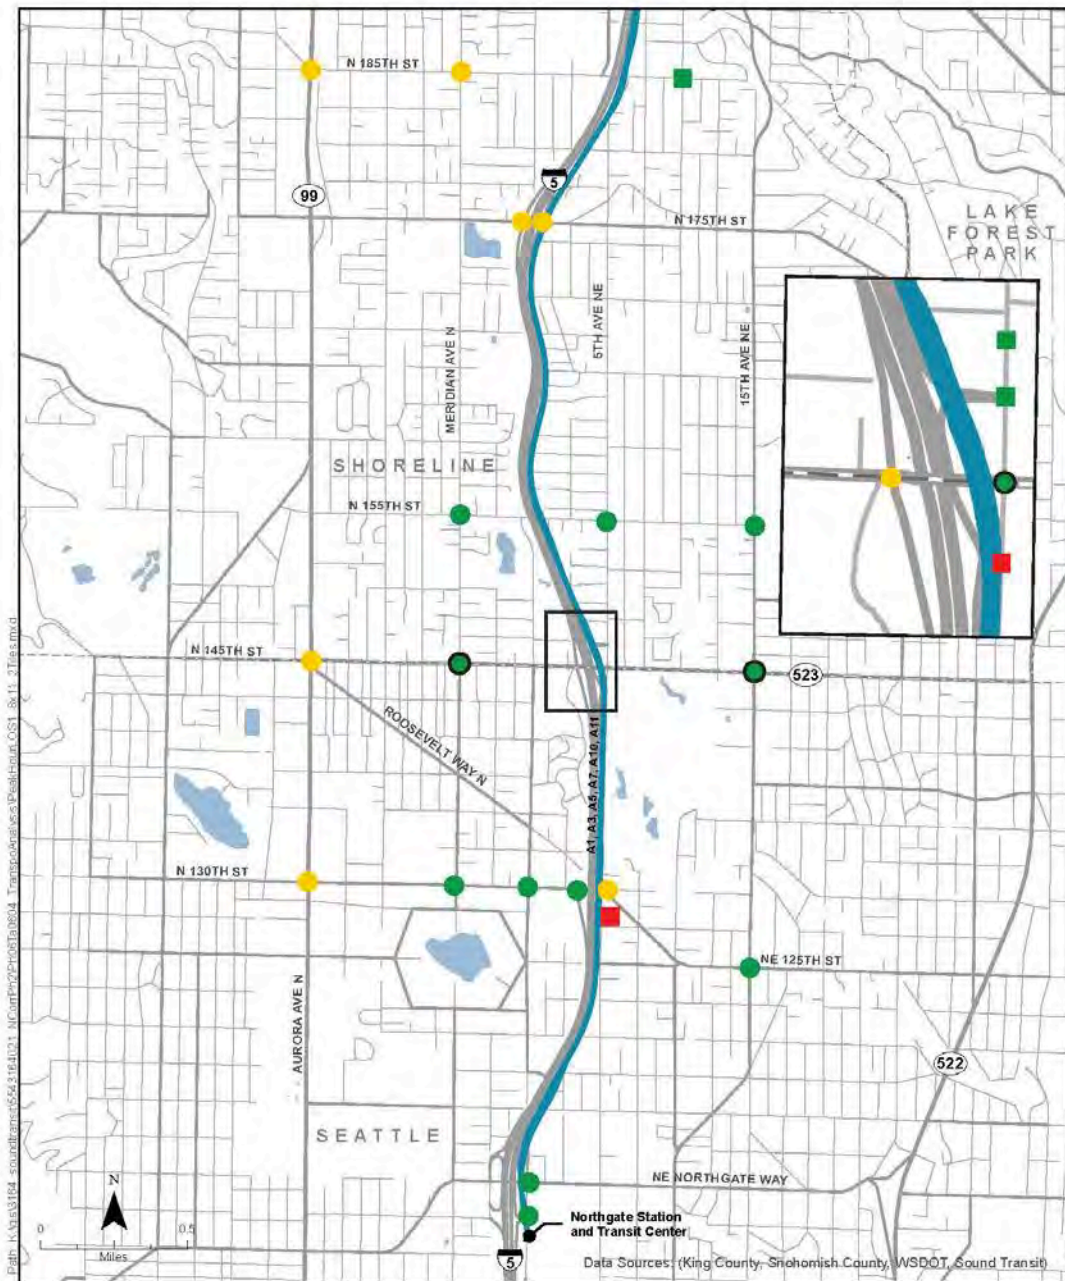 N 185TH ST
5
99
N 175TH ST
LAKE
FOREST
PARK
MERIDIAN AVE N
5TH AVE NE
15TH AVE NE
SHORELINE
N 155TH ST
N 145TH ST
523
ROOSEVELT WAY N
A1, A3, A5, A7, A10, A11
N 130TH ST
NE 125TH ST
AURORA AVE N
522
SEATTLE
N
NE NORTHGATE WAY
0 0.5
Miles
Northgate Station
and Transit Center
5
Data Sources: (King County, Snohomish County, WSDOT, Sound Transit)